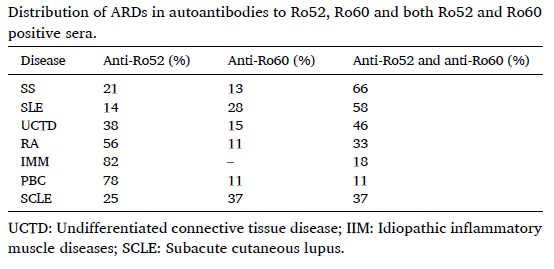 Distribution of ARDs in autoantibodies to Ro52, Ro60 and both Ro52 and Ro60
positive sera.
Disease Anti-Ro52 (%) Anti-Ro60 (%) Anti-Ro52 and anti-Ro60 (%)
SS 21 13 66
SLE 14 28 58
UCTD 38 15 46
RA 56 11 33
IMM 82 – 18
PBC 78 11 11
SCLE 25 37 37
UCTD: Undifferentiated connective tissue disease; IIM: Idiopathic inflammatory
muscle diseases; SCLE: Subacute cutaneous lupus.